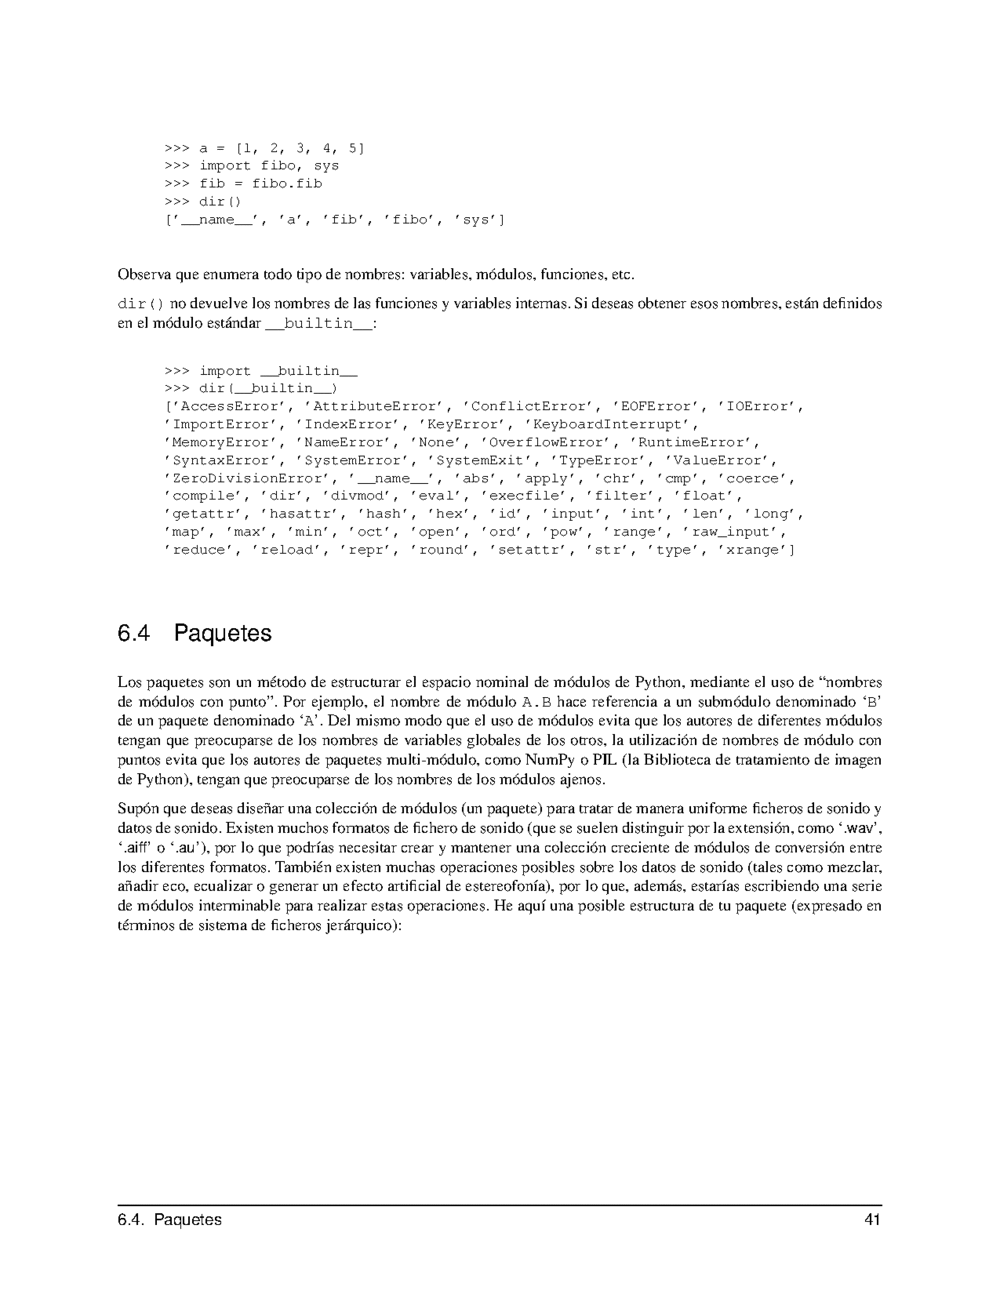 >>> a = [1, 2, 3, 4, 5]
>>> import fibo, sys
>>> fib = fibo.fib
>>> dir()
['__name__', 'a', 'fib', 'fibo', 'sys']
Observa que enumera todo tipo de nombres: variables, módulos, funciones, etc.
dir() no devuelve los nombres de las funciones y variables internas. Si deseas obtener esos nombres, están definidos
en el módulo estándar __builtin__:
>>> import __builtin__
>>> dir(__builtin__)
['AccessError', 'AttributeError', 'ConflictError', 'EOFError', 'IOError',
'ImportError', 'IndexError', 'KeyError', 'KeyboardInterrupt',
'MemoryError', 'NameError', 'None', 'OverflowError', 'RuntimeError',
'SyntaxError', 'SystemError', 'SystemExit', 'TypeError', 'ValueError',
'ZeroDivisionError', '__name__', 'abs', 'apply', 'chr', 'cmp', 'coerce',
'compile', 'dir', 'divmod', 'eval', 'execfile', 'filter', 'float',
'getattr', 'hasattr', 'hash', 'hex', 'id', 'input', 'int', 'len', 'long',
'map', 'max', 'min', 'oct', 'open', 'ord', 'pow', 'range', 'raw_input',
'reduce', 'reload', 'repr', 'round', 'setattr', 'str', 'type', 'xrange']
6.4 Paquetes
Los paquetes son un método de estructurar el espacio nominal de módulos de Python, mediante el uso de “nombres
de módulos con punto”. Por ejemplo, el nombre de módulo A.B hace referencia a un submódulo denominado ‘B’
de un paquete denominado ‘A’. Del mismo modo que el uso de módulos evita que los autores de diferentes módulos
tengan que preocuparse de los nombres de variables globales de los otros, la utilización de nombres de módulo con
puntos evita que los autores de paquetes multi-módulo, como NumPy o PIL (la Biblioteca de tratamiento de imagen
de Python), tengan que preocuparse de los nombres de los módulos ajenos.
Supón que deseas diseñar una colección de módulos (un paquete) para tratar de manera uniforme ficheros de sonido y
datos de sonido. Existen muchos formatos de fichero de sonido (que se suelen distinguir por la extensión, como ‘.wav’,
‘.aiff’ o ‘.au’), por lo que podrías necesitar crear y mantener una colección creciente de módulos de conversión entre
los diferentes formatos. También existen muchas operaciones posibles sobre los datos de sonido (tales como mezclar,
añadir eco, ecualizar o generar un efecto artificial de estereofonía), por lo que, además, estarías escribiendo una serie
de módulos interminable para realizar estas operaciones. He aquí una posible estructura de tu paquete (expresado en
términos de sistema de ficheros jerárquico):
6.4. Paquetes 41